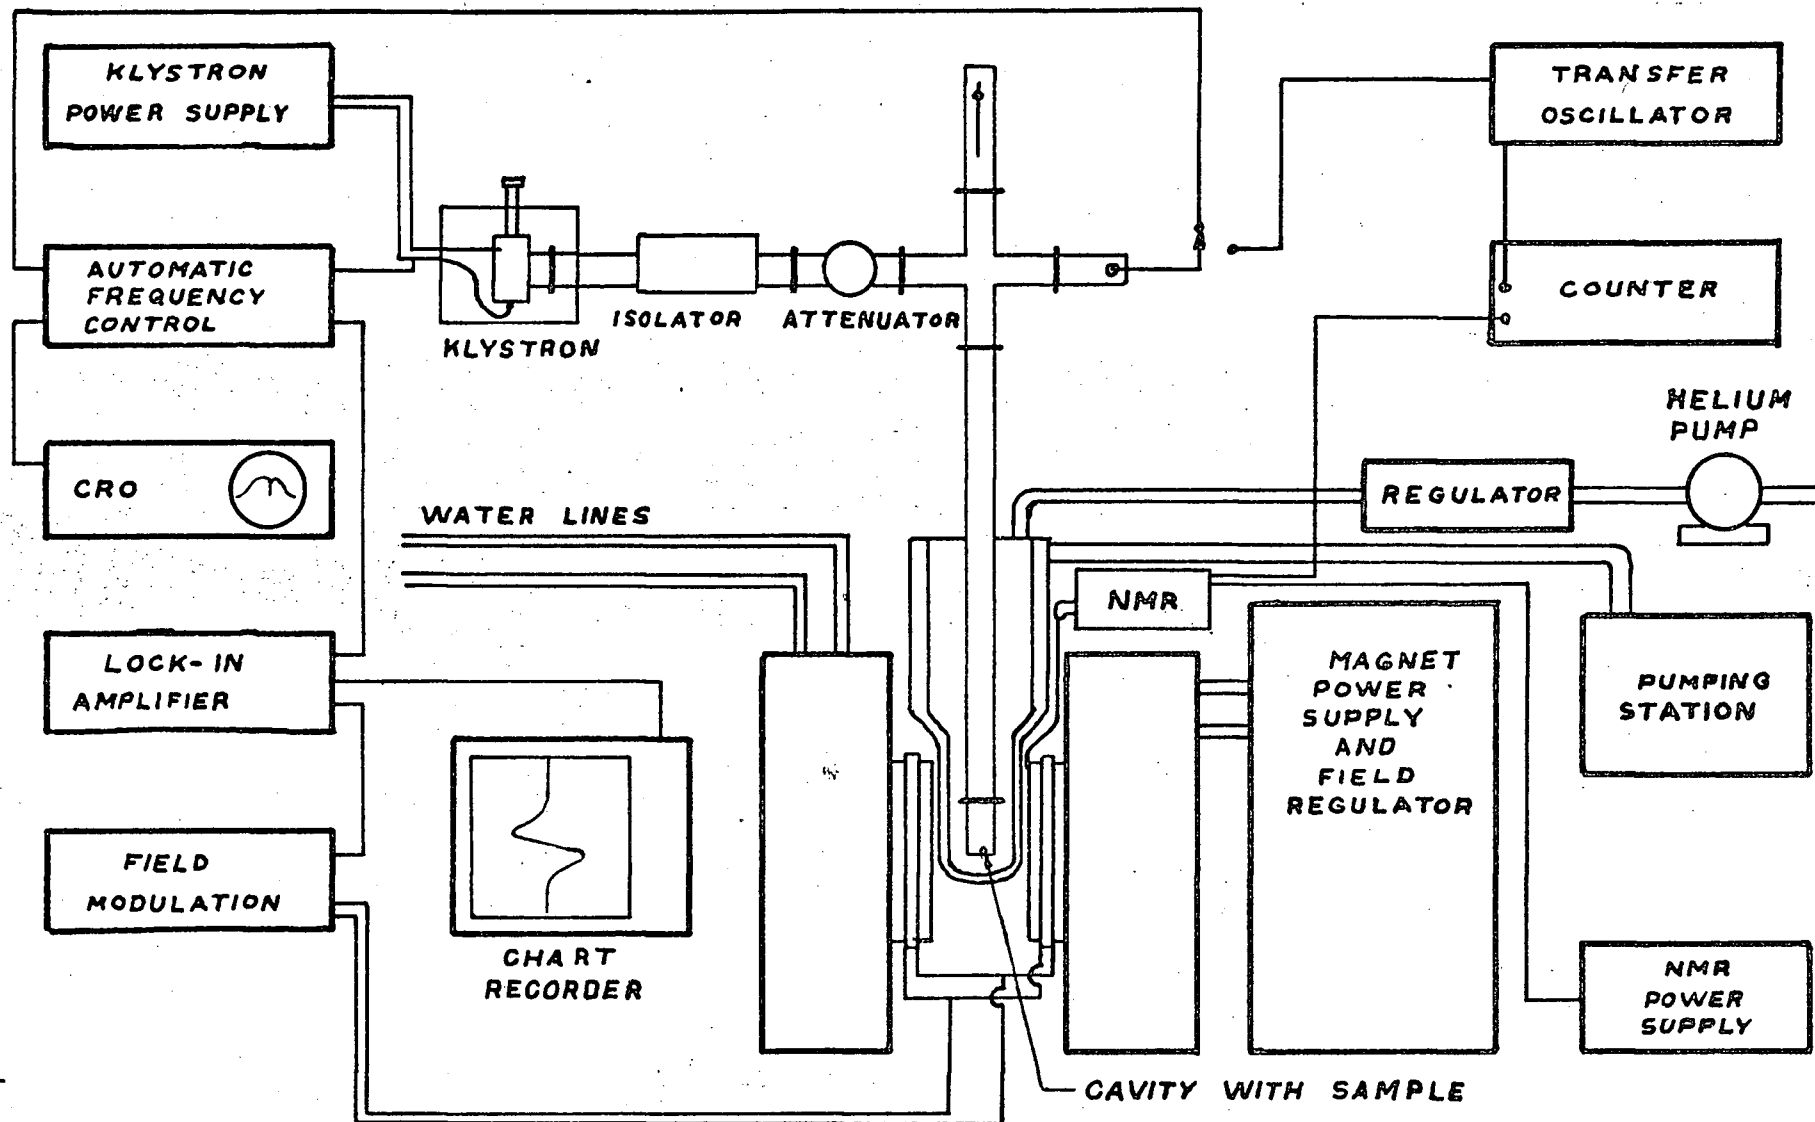 KLYSTRON
POWER SUPPLY
TRANSFER
OSCILLATOR
AUTOMATIC
FREQUENCY
CONTROL
KLYSTRON
ISOLATOR
ATTENUATOR
COUNTER
HELIUM
PUMP
CRO
REGULATOR
WATER LINES
NMR
LOCK-IN
AMPLIFIER
MAGNET
POWER
SUPPLY
AND
FIELD
REGULATOR
PUMPING
STATION
FIELD
MODULATION
CHART
RECORDER
NMR
POWER
SUPPLY
CAVITY WITH SAMPLE